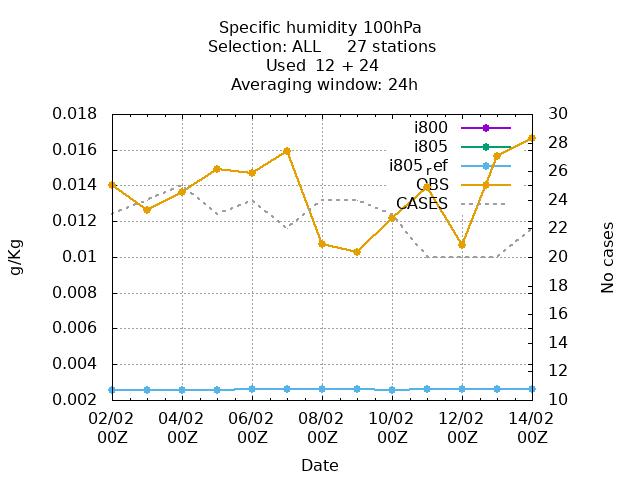 Specific humidity 100hPa
Selection: ALL 27 stations
Used 12 + 24
Averaging window: 24h
0.018
0.016
0.014
0.012
0.01
0.008
0.006
0.004
0.002
g/Kg
30
28
26
24
22
20
18
16
14
12
10
No cases
i800
i805
i805_ref
OBS
CASES
02/02 04/02 06/02 08/02 10/02 12/02 14/02
00Z 00Z 00Z 00Z 00Z 00Z 00Z
Date